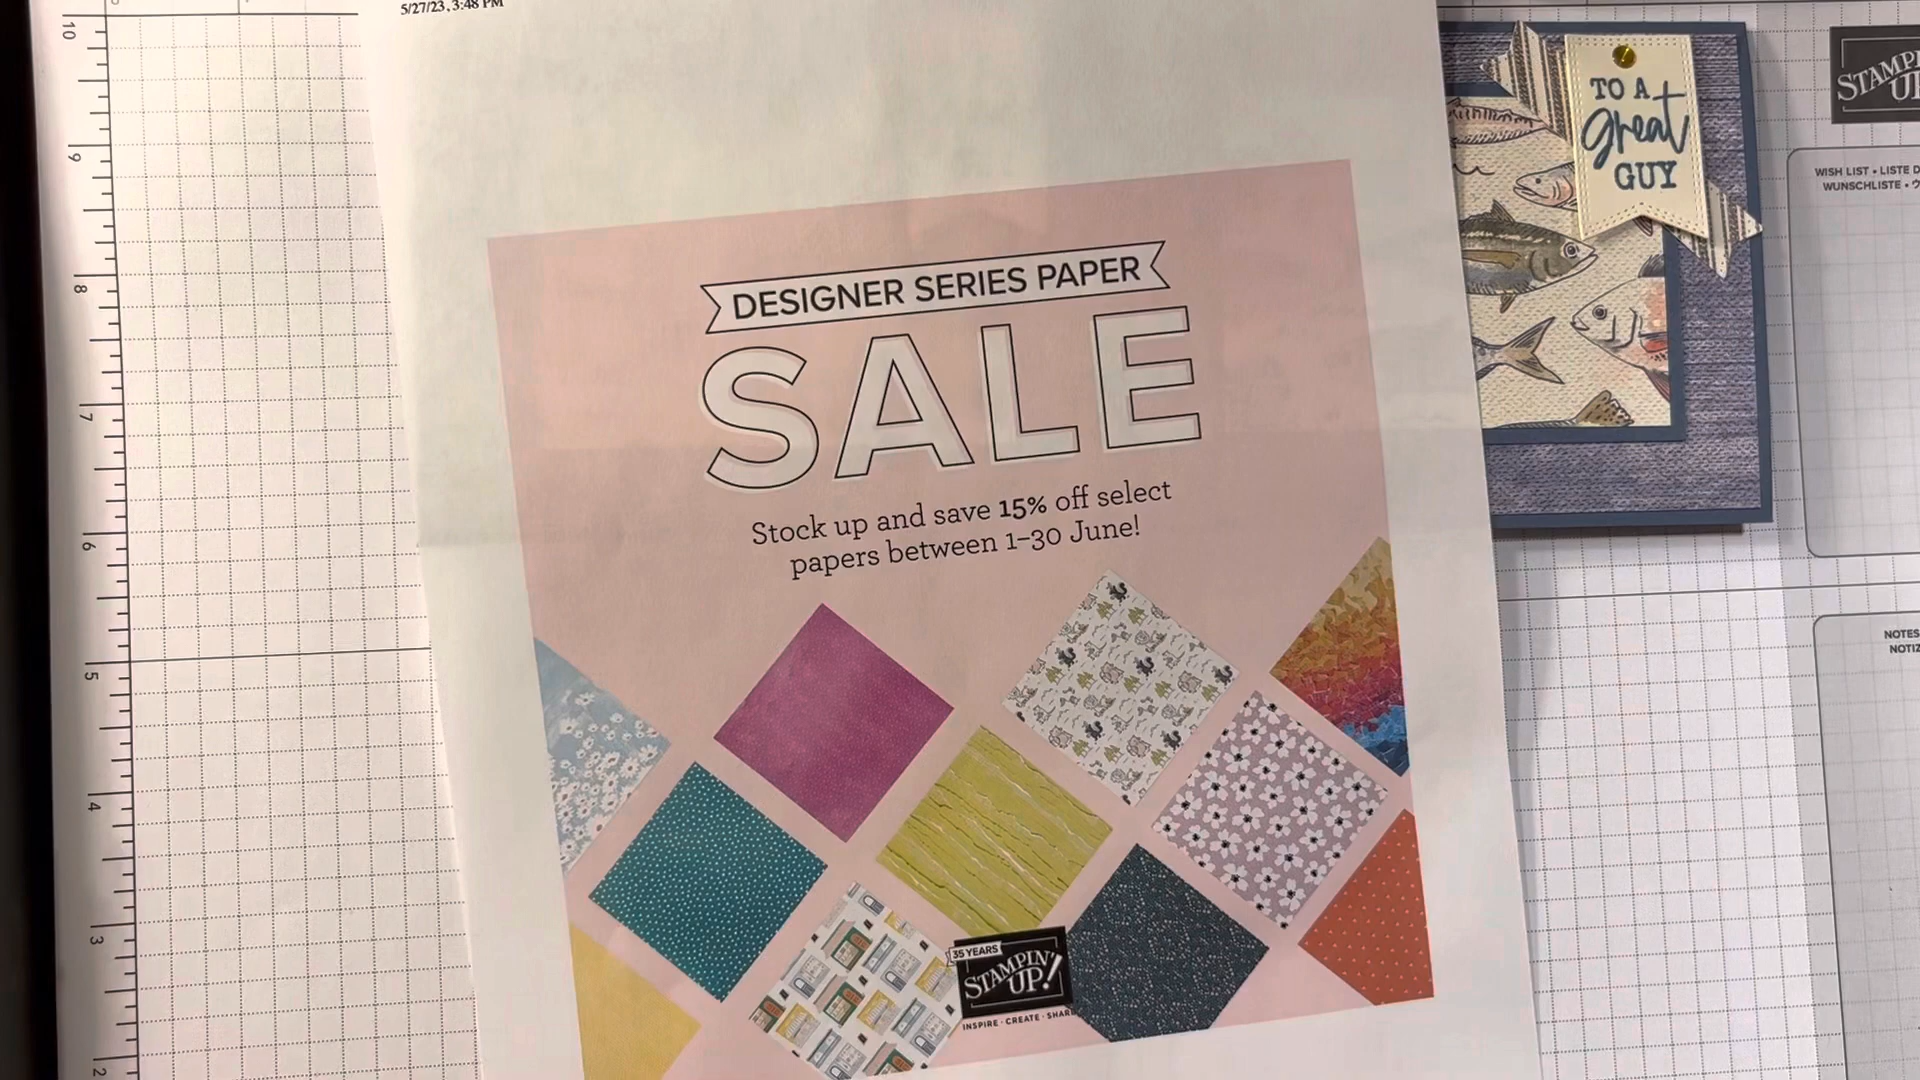 5/27/23, 3:48 PM
DESIGNER SERIES PAPER
SALE
Stock up and save 15% off select
papers between 1–30 June!
35 YEARS
STAMPIN'
UP!
INSPIRE · CREATE · SHARE
TO A
great
GUY
STAMPI
UP
WISH LIST • LISTE D
WUNSCHLISTE •
NOTES
NOTIZ
10
9
8
7
6
5
4
3
2